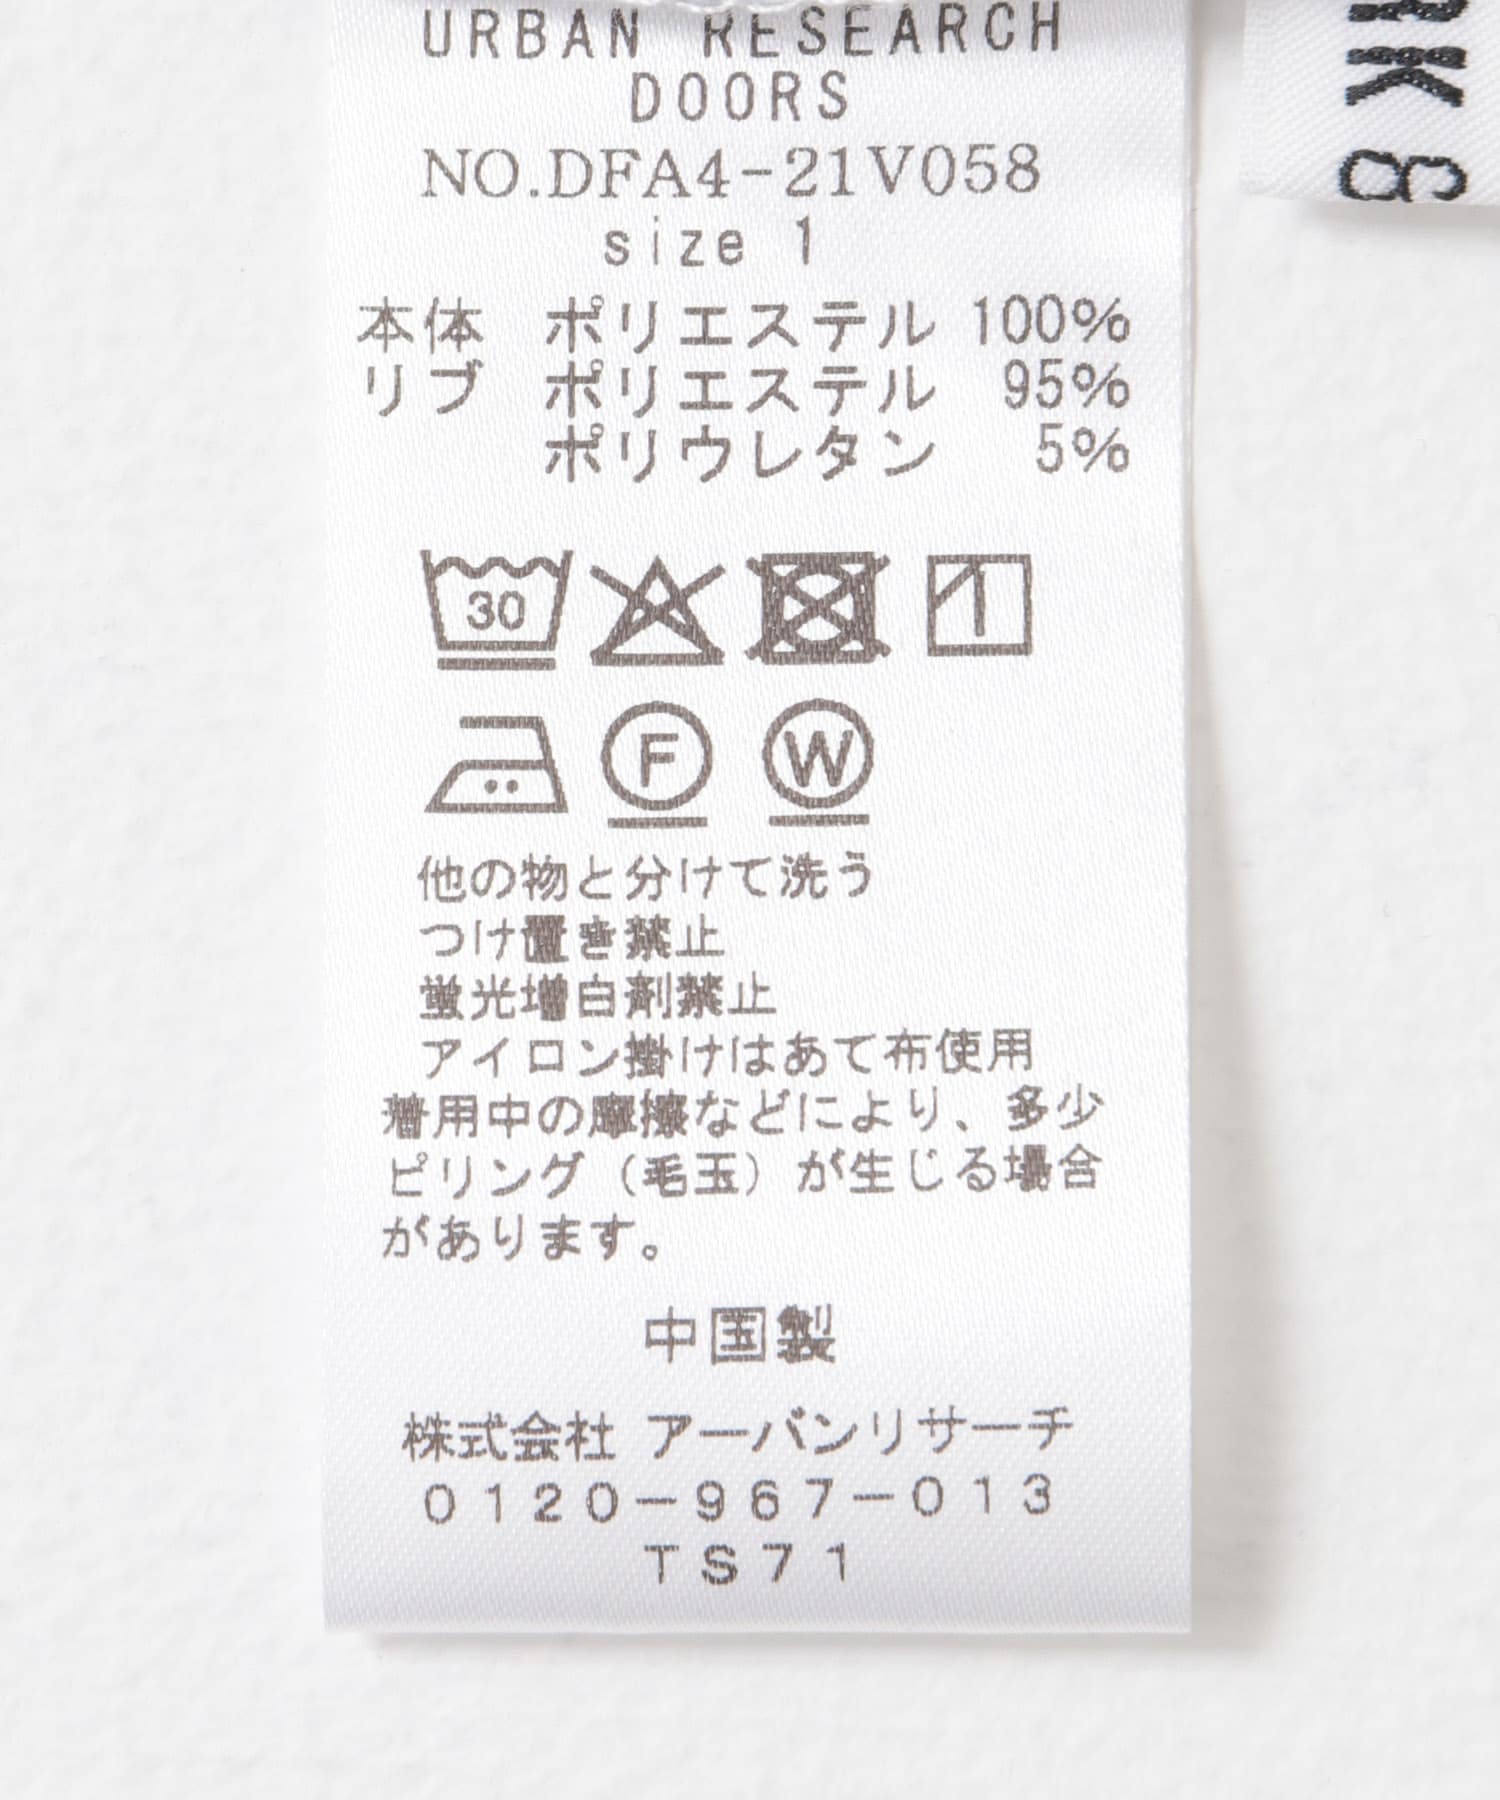 URBAN RESEARCH
DOORS
NO.DFA4-21V058
size 1
本体 ポリエステル 100%
リブ ポリエステル 95%
ポリウレタン 5%
30
F W
他の物と分けて洗う
つけ置き禁止
蛍光増白剤禁止
アイロン掛けはあて布使用
着用中の摩擦などにより、多少
ピリング（毛玉）が生じる場合
があります。
中国製
株式会社 アーバンリサーチ
0120-967-013
TS71
RK